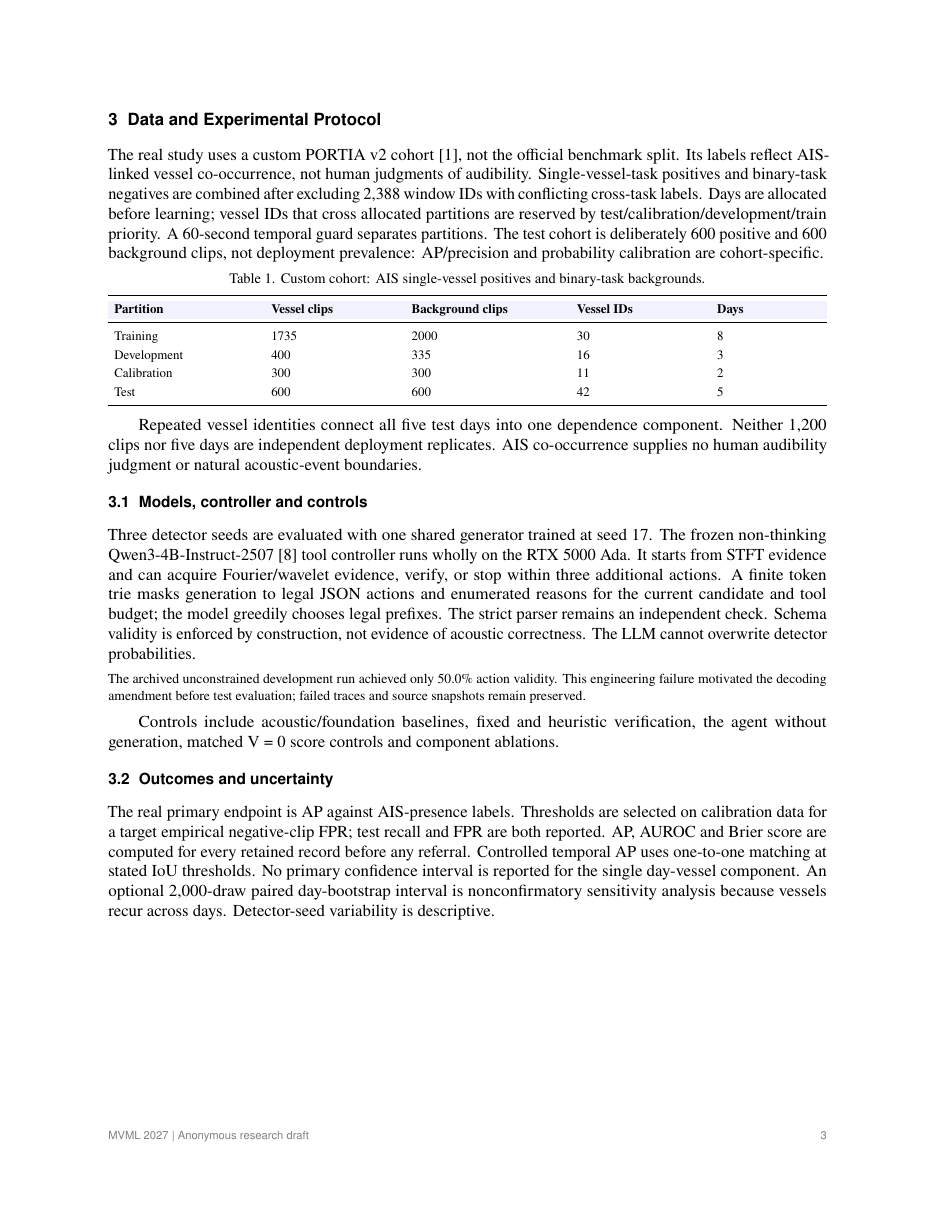 3 Data and Experimental Protocol
The real study uses a custom PORTIA v2 cohort [1], not the official benchmark split. Its labels reflect AIS-
linked vessel co-occurrence, not human judgments of audibility. Single-vessel-task positives and binary-task
negatives are combined after excluding 2,388 window IDs with conflicting cross-task labels. Days are allocated
before learning; vessel IDs that cross allocated partitions are reserved by test/calibration/development/train
priority. A 60-second temporal guard separates partitions. The test cohort is deliberately 600 positive and 600
background clips, not deployment prevalence: AP/precision and probability calibration are cohort-specific.
Table 1. Custom cohort: AIS single-vessel positives and binary-task backgrounds.
Partition Vessel clips Background clips Vessel IDs Days
Training 1735 2000 30 8
Development 400 335 16 3
Calibration 300 300 11 2
Test 600 600 42 5
Repeated vessel identities connect all five test days into one dependence component. Neither 1,200
clips nor five days are independent deployment replicates. AIS co-occurrence supplies no human audibility
judgment or natural acoustic-event boundaries.
3.1 Models, controller and controls
Three detector seeds are evaluated with one shared generator trained at seed 17. The frozen non-thinking
Qwen3-4B-Instruct-2507 [8] tool controller runs wholly on the RTX 5000 Ada. It starts from STFT evidence
and can acquire Fourier/wavelet evidence, verify, or stop within three additional actions. A finite token
trie masks generation to legal JSON actions and enumerated reasons for the current candidate and tool
budget; the model greedily chooses legal prefixes. The strict parser remains an independent check. Schema
validity is enforced by construction, not evidence of acoustic correctness. The LLM cannot overwrite detector
probabilities.
The archived unconstrained development run achieved only 50.0% action validity. This engineering failure motivated the decoding
amendment before test evaluation; failed traces and source snapshots remain preserved.
Controls include acoustic/foundation baselines, fixed and heuristic verification, the agent without
generation, matched V = 0 score controls and component ablations.
3.2 Outcomes and uncertainty
The real primary endpoint is AP against AIS-presence labels. Thresholds are selected on calibration data for
a target empirical negative-clip FPR; test recall and FPR are both reported. AP, AUROC and Brier score are
computed for every retained record before any referral. Controlled temporal AP uses one-to-one matching at
stated IoU thresholds. No primary confidence interval is reported for the single day-vessel component. An
optional 2,000-draw paired day-bootstrap interval is nonconfirmatory sensitivity analysis because vessels
recur across days. Detector-seed variability is descriptive.
MVML 2027 | Anonymous research draft 3